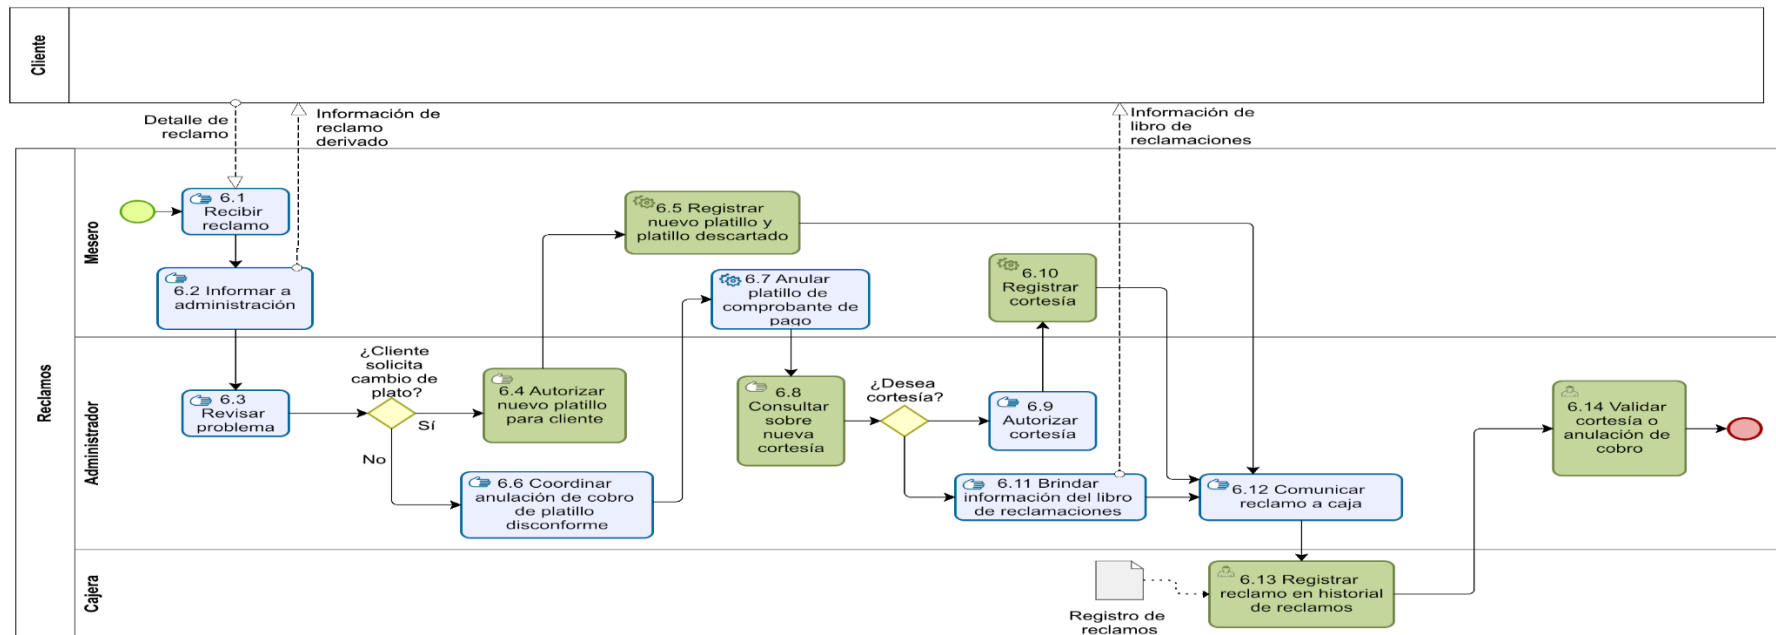 Cliente
Detalle de
reclamo
Información de
reclamo
derivado
Información de
libro de
reclamaciones
Reclamos
Mesero
6.1
Recibir
reclamo
6.2 Informar a
administración
6.5 Registrar
nuevo platillo y
platillo descartado
6.7 Anular
platillo de
comprobante de
pago
6.10
Registrar
cortesía
Administrador
6.3
Revisar
problema
¿Cliente
solicita
cambio de
plato?
Sí
No
6.4 Autorizar
nuevo platillo
para cliente
6.6 Coordinar
anulación de cobro
de platillo
disconforme
6.8
Consultar
sobre
nueva
cortesía
¿Desea
cortesía?
6.9
Autorizar
cortesía
6.11 Brindar
información del libro
de reclamaciones
6.12 Comunicar
reclamo a caja
6.14 Validar
cortesía o
anulación de
cobro
Cajera
Registro de
reclamos
6.13 Registrar
reclamo en historial
de reclamos